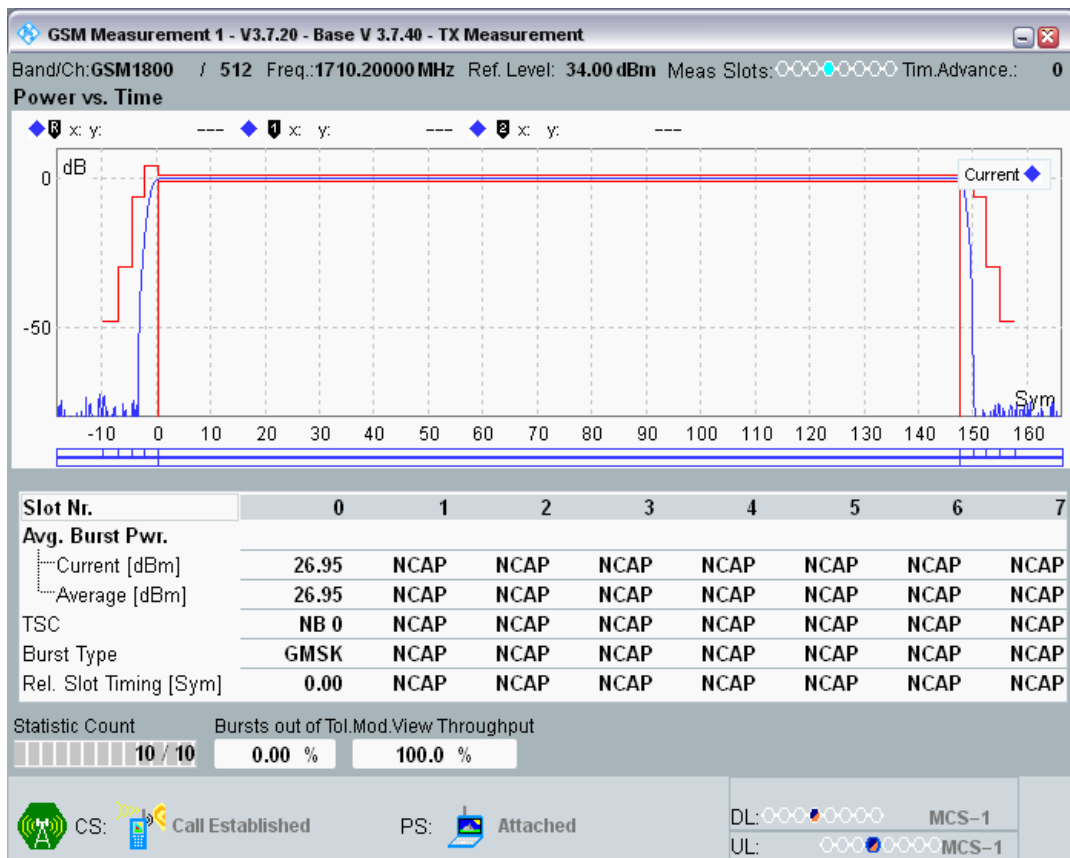 GSM Measurement 1 - V3.7.20 - Base V 3.7.40 - TX Measurement
Band/Ch:GSM1800 / 512 Freq.:1710.20000 MHz Ref. Level: 34.00 dBm Meas Slots: Tim.Advance.: 0
Power vs. Time
R x: y: --- 1 x: y: --- 2 x: y: ---
dB
Current
0
-50
Sym
-10 0 10 20 30 40 50 60 70 80 90 100 110 120 130 140 150 160
Slot Nr. 0 1 2 3 4 5 6 7
Avg. Burst Pwr.
Current [dBm] 26.95 NCAP NCAP NCAP NCAP NCAP NCAP NCAP
Average [dBm] 26.95 NCAP NCAP NCAP NCAP NCAP NCAP NCAP
TSC NB 0 NCAP NCAP NCAP NCAP NCAP NCAP NCAP
Burst Type GMSK NCAP NCAP NCAP NCAP NCAP NCAP NCAP
Rel. Slot Timing [Sym] 0.00 NCAP NCAP NCAP NCAP NCAP NCAP NCAP
Statistic Count Bursts out of Tol.Mod.View Throughput
10 / 10 0.00 % 100.0 %
CS: Call Established PS: Attached
DL: MCS-1
UL: MCS-1